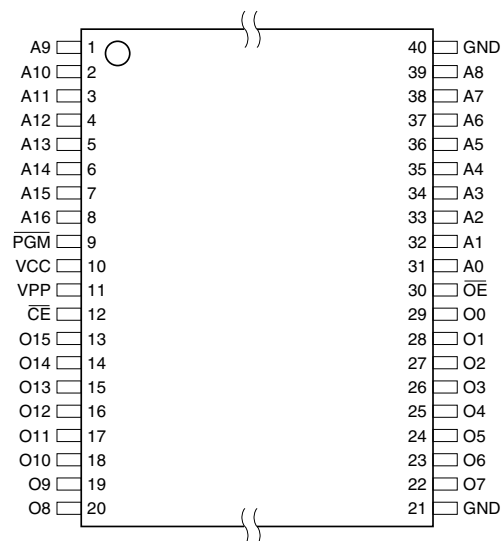 A9 1 40 GND
A10 2 39 A8
A11 3 38 A7
A12 4 37 A6
A13 5 36 A5
A14 6 35 A4
A15 7 34 A3
A16 8 33 A2
P̅G̅M̅ 9 32 A1
VCC 10 31 A0
VPP 11 30 O̅E̅
C̅E̅ 12 29 O0
O15 13 28 O1
O14 14 27 O2
O13 15 26 O3
O12 16 25 O4
O11 17 24 O5
O10 18 23 O6
O9 19 22 O7
O8 20 21 GND